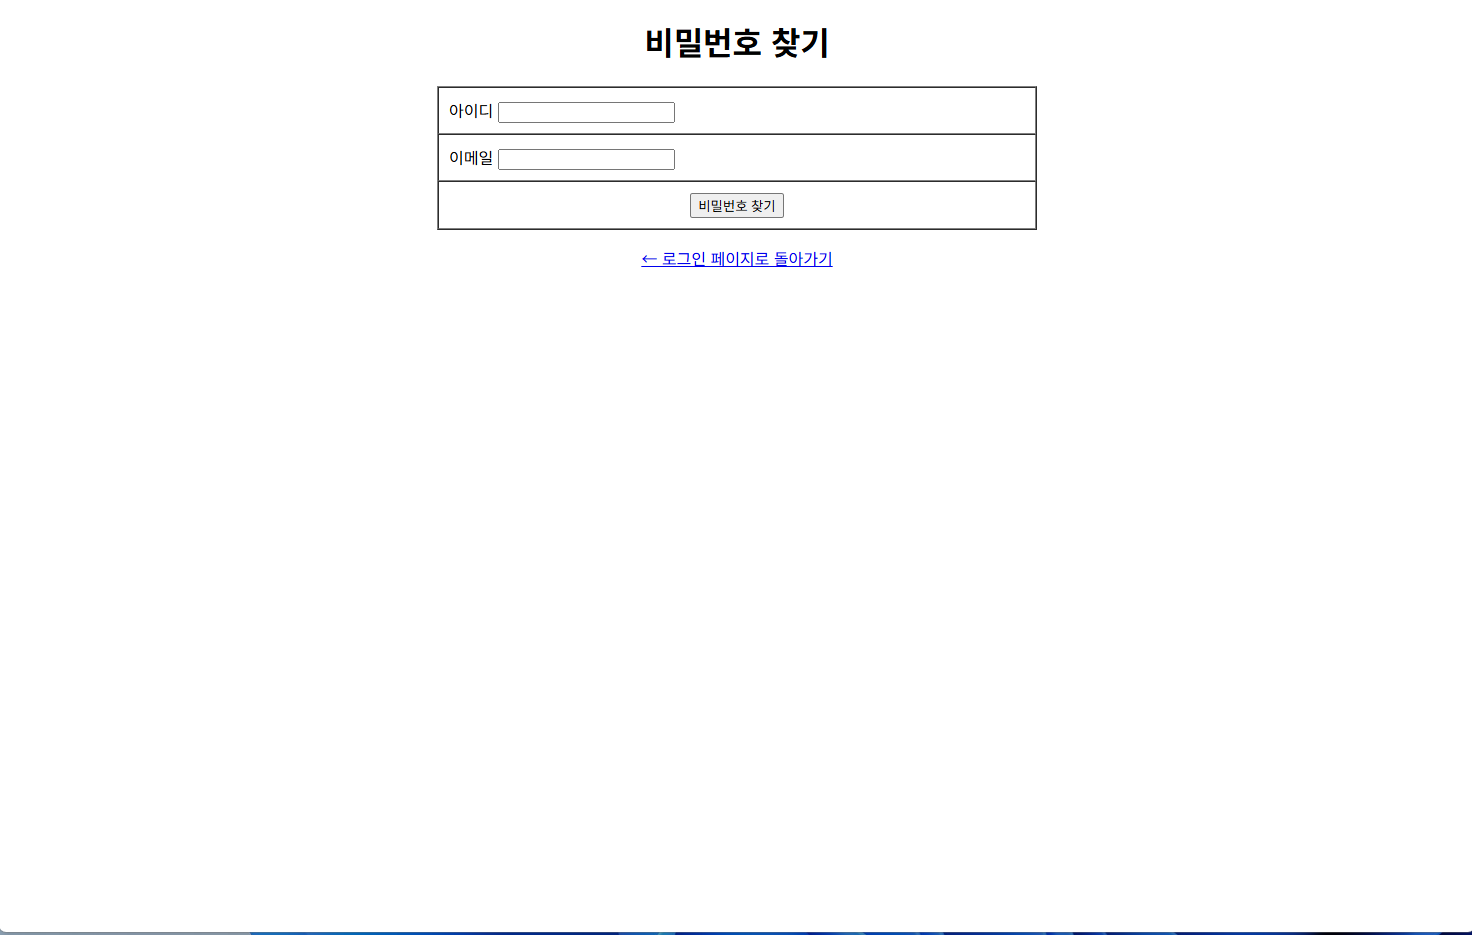 비밀번호 찾기
아이디
이메일
비밀번호 찾기
← 로그인 페이지로 돌아가기